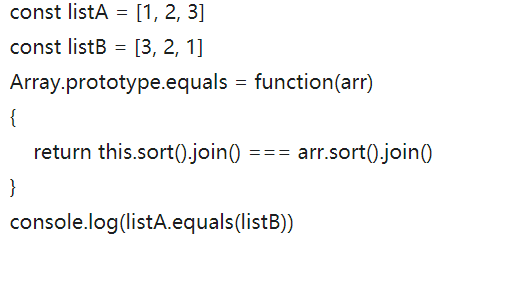 const listA = [1, 2, 3]
const listB = [3, 2, 1]
Array.prototype.equals = function(arr)
{
    return this.sort().join() === arr.sort().join()
}
console.log(listA.equals(listB))